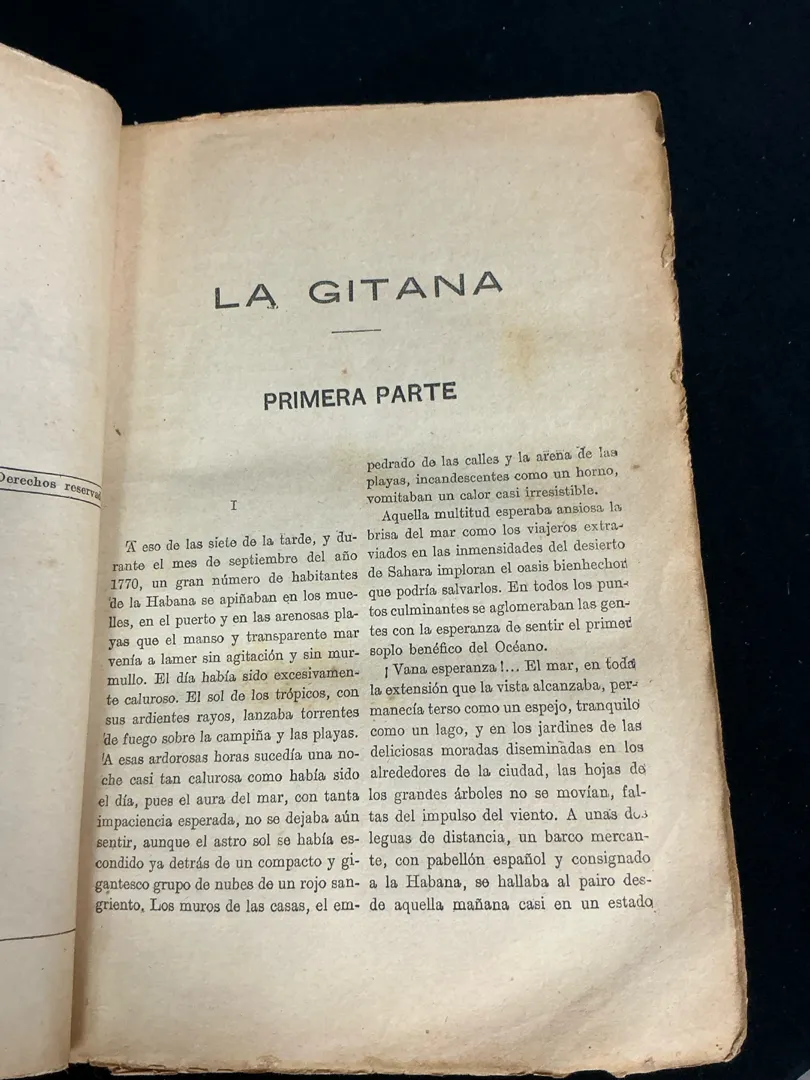 Derechos reservad
LA GITANA
PRIMERA PARTE
I
A eso de las siete de la tarde, y du-
rante el mes de septiembre del año
1770, un gran número de habitantes
de la Habana se apiñaban en los mue-
lles, en el puerto y en las arenosas pla-
yas que el manso y transparente mar
venía a lamer sin agitación y sin mur-
mullo. El día había sido excesivamen-
te caluroso. El sol de los trópicos, con
sus ardientes rayos, lanzaba torrentes
de fuego sobre la campiña y las playas.
A esas ardorosas horas sucedía una no-
che casi tan calurosa como había sido
el día, pues el aura del mar, con tanta
impaciencia esperada, no se dejaba aún
sentir, aunque el astro sol se había es-
condido ya detrás de un compacto y gi-
gantesco grupo de nubes de un rojo san-
griento. Los muros de las casas, el em-
pedrado de las calles y la arena de las
playas, incandescentes como un horno,
vomitaban un calor casi irresistible.
Aquella multitud esperaba ansiosa la
brisa del mar como los viajeros extra-
viados en las inmensidades del desierto
de Sahara imploran el oasis bienhechor
que podría salvarlos. En todos los pun-
tos culminantes se aglomeraban las gen-
tes con la esperanza de sentir el primer
soplo benéfico del Océano.
¡Vana esperanza!... El mar, en toda
la extensión que la vista alcanzaba, per-
manecía terso como un espejo, tranquilo
como un lago, y en los jardines de las
deliciosas moradas diseminadas en los
alrededores de la ciudad, las hojas de
los grandes árboles no se movían, fal-
tas del impulso del viento. A unas dos
leguas de distancia, un barco mercan-
te, con pabellón español y consignado
a la Habana, se hallaba al pairo des-
de aquella mañana casi en un estado